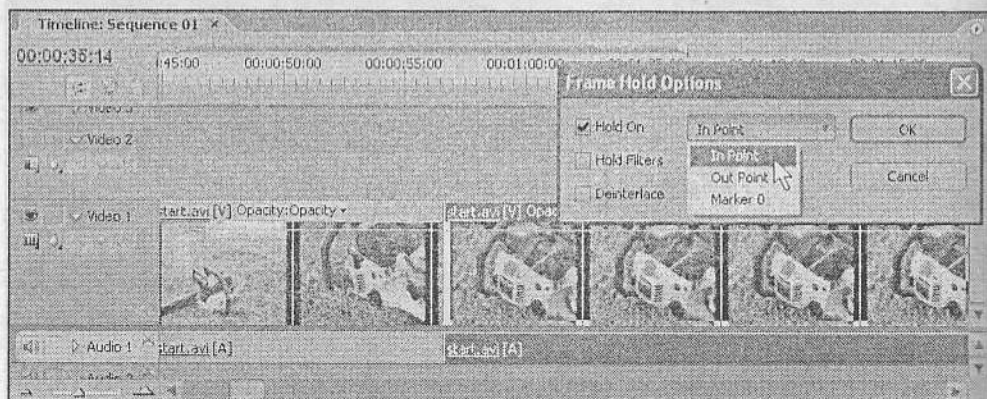 Timeline: Sequence 01 ×
00:00:35:14
:45:00 00:00:50:00 00:00:55:00 00:01:00:00
Frame Hold Options
Hold On In Point OK
In Point
Hold Filters
Out Point Cancel
Deinterlace
Marker 0
Video 2
Video 1
start.avi [V] Opacity:Opacity
start.avi [V]
Audio 1
start.avi [A]
start.avi [A]